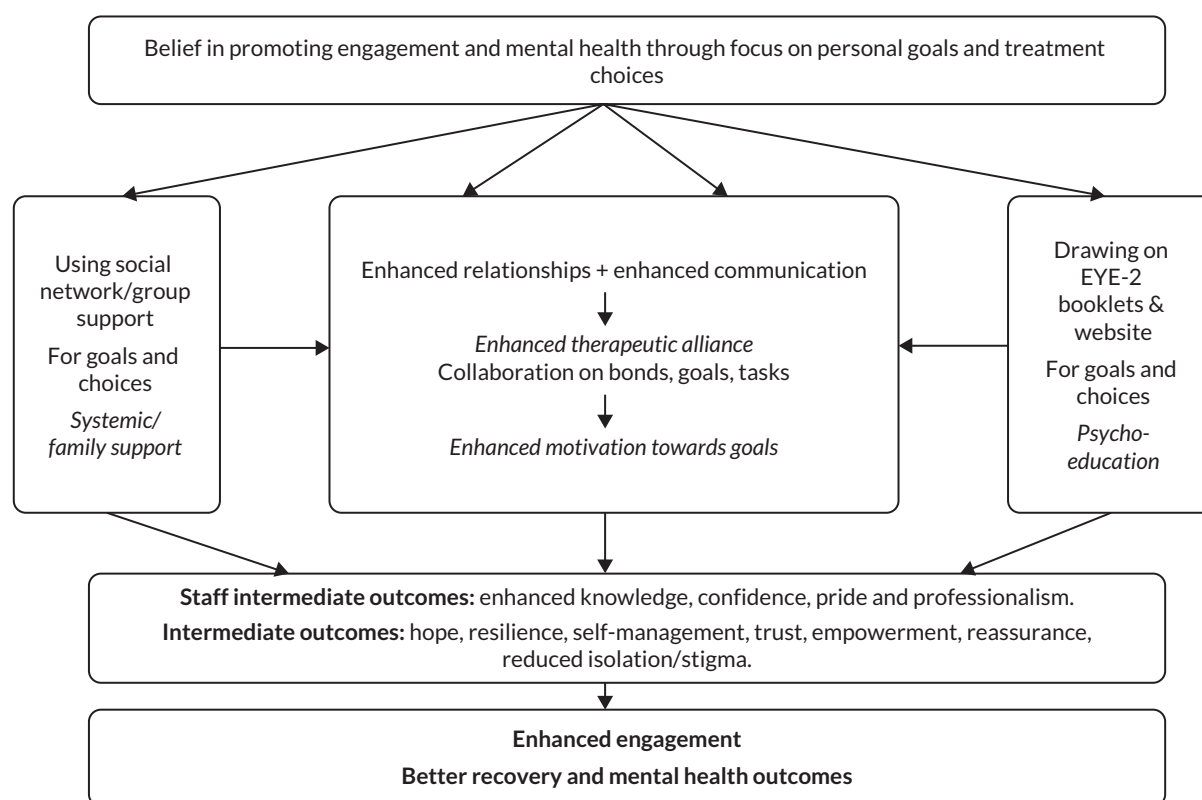 Belief in promoting engagement and mental health through focus on personal goals and treatment
choices
Using social
network/group
support
For goals and
choices
Systemic/
family support
Enhanced relationships + enhanced communication
Enhanced therapeutic alliance
Collaboration on bonds, goals, tasks
Enhanced motivation towards goals
Drawing on
EYE-2
booklets &
website
For goals and
choices
Psycho-
education
Staff intermediate outcomes: enhanced knowledge, confidence, pride and professionalism.
Intermediate outcomes: hope, resilience, self-management, trust, empowerment, reassurance,
reduced isolation/stigma.
Enhanced engagement
Better recovery and mental health outcomes